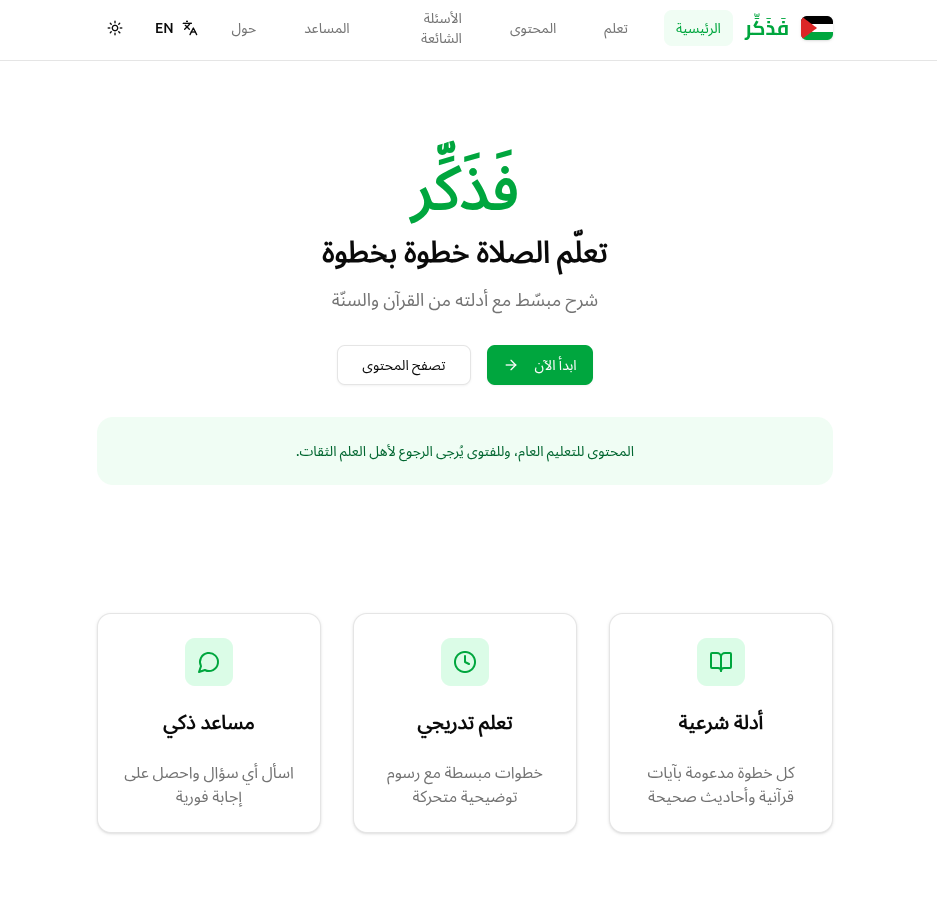 فَذَكِّر
الرئيسية
تعلم
المحتوى
الأسئلة
الشائعة
المساعد
حول
EN
فَذَكِّر
تعلّم الصلاة خطوة بخطوة
شرح مبسّط مع أدلته من القرآن والسنّة
ابدأ الآن
تصفح المحتوى
المحتوى للتعليم العام، وللفتوى يُرجى الرجوع لأهل العلم الثقات.
أدلة شرعية
كل خطوة مدعومة بآيات
قرآنية وأحاديث صحيحة
تعلم تدريجي
خطوات مبسطة مع رسوم
توضيحية متحركة
مساعد ذكي
اسأل أي سؤال واحصل على
إجابة فورية